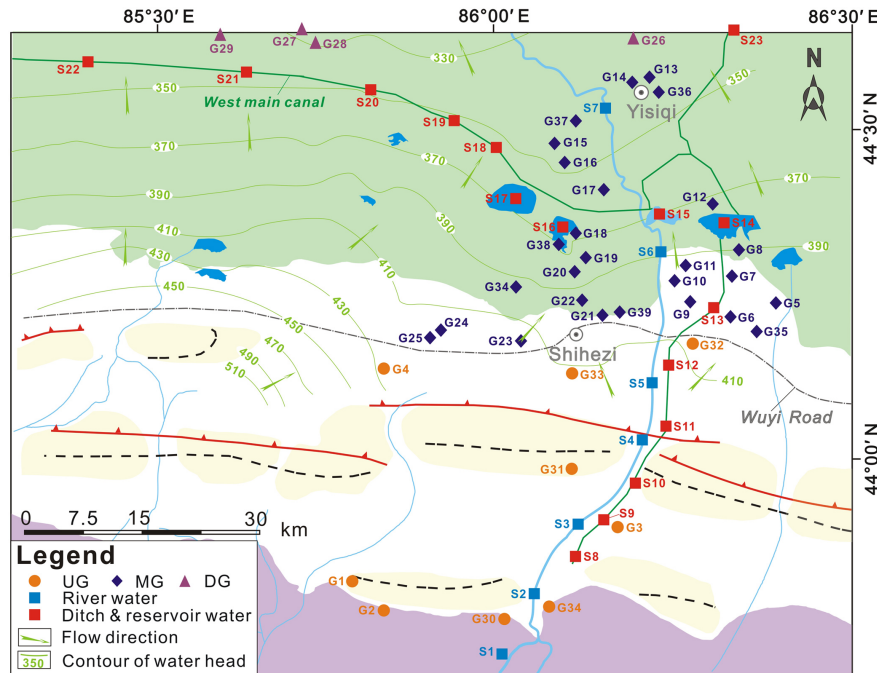 85°30′E
86°00′E
86°30′E
G29
G27
G28
G26
S23
330
S22
S21
350
West main canal
S20
S19
S18
G14
G13
G36
350
Yisiqi
S7
N
G37
G15
G16
44°30′N
370
370
370
G17
G12
S17
S16
S15
S14
390
390
G18
G38
G19
G20
S6
G8
390
G11
G10
G7
410
430
410
450
430
G34
G22
G21
G39
G9
S13
G6
G5
G35
450
470
490
510
G24
G25
G23
Shihezi
G32
G4
G33
S12
S5
410
Wuyi Road
S11
S4
44°00′N
G31
S10
S9
S3
G3
S8
0 7.5 15 30 km
G1
G2
S2
G34
G30
S1
Legend
UG MG DG
River water
Ditch & reservoir water
Flow direction
350 Contour of water head